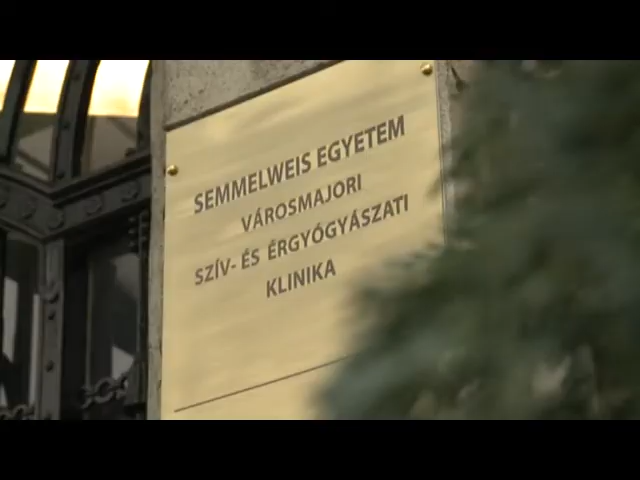 SEMMELWEIS EGYETEM
VÁROSMAJORI
SZÍV- ÉS ÉRGYÓGYÁSZATI
KLINIKA